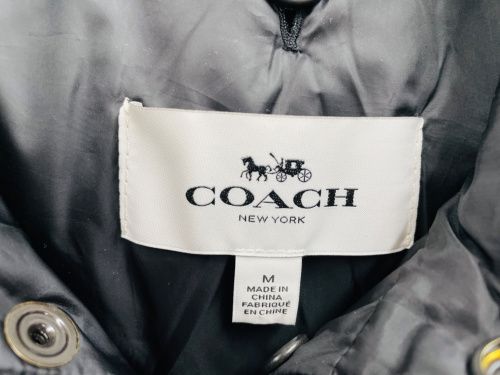 COACH
NEW YORK
M
MADE IN
CHINA
FABRIQUÉ
EN CHINE